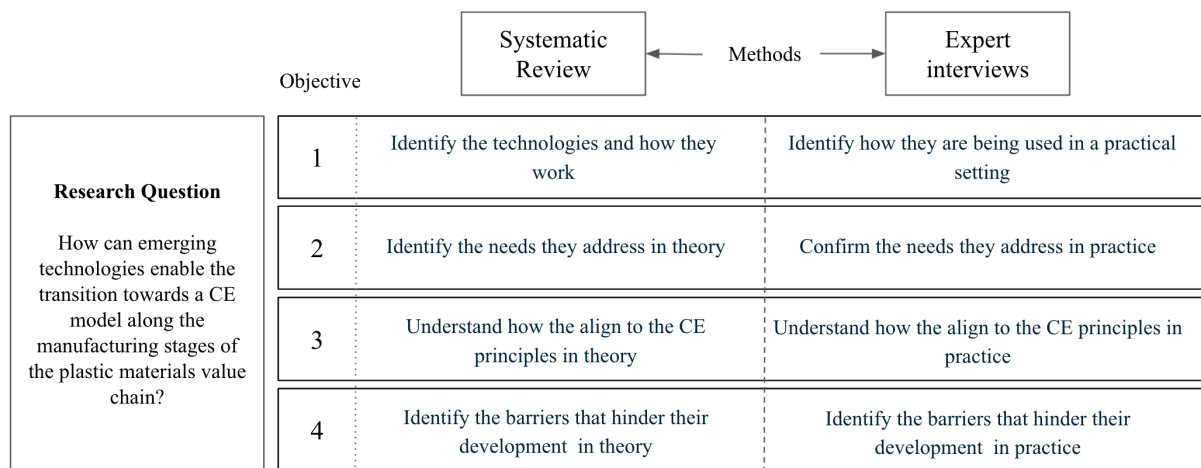 Systematic
Review
Methods
Expert
interviews
Objective
Research Question
How can emerging
technologies enable the
transition towards a CE
model along the
manufacturing stages of
the plastic materials value
chain?
1
Identify the technologies and how they
work
Identify how they are being used in a practical
setting
2
Identify the needs they address in theory
Confirm the needs they address in practice
3
Understand how the align to the CE
principles in theory
Understand how the align to the CE principles in
practice
4
Identify the barriers that hinder their
development in theory
Identify the barriers that hinder their
development in practice